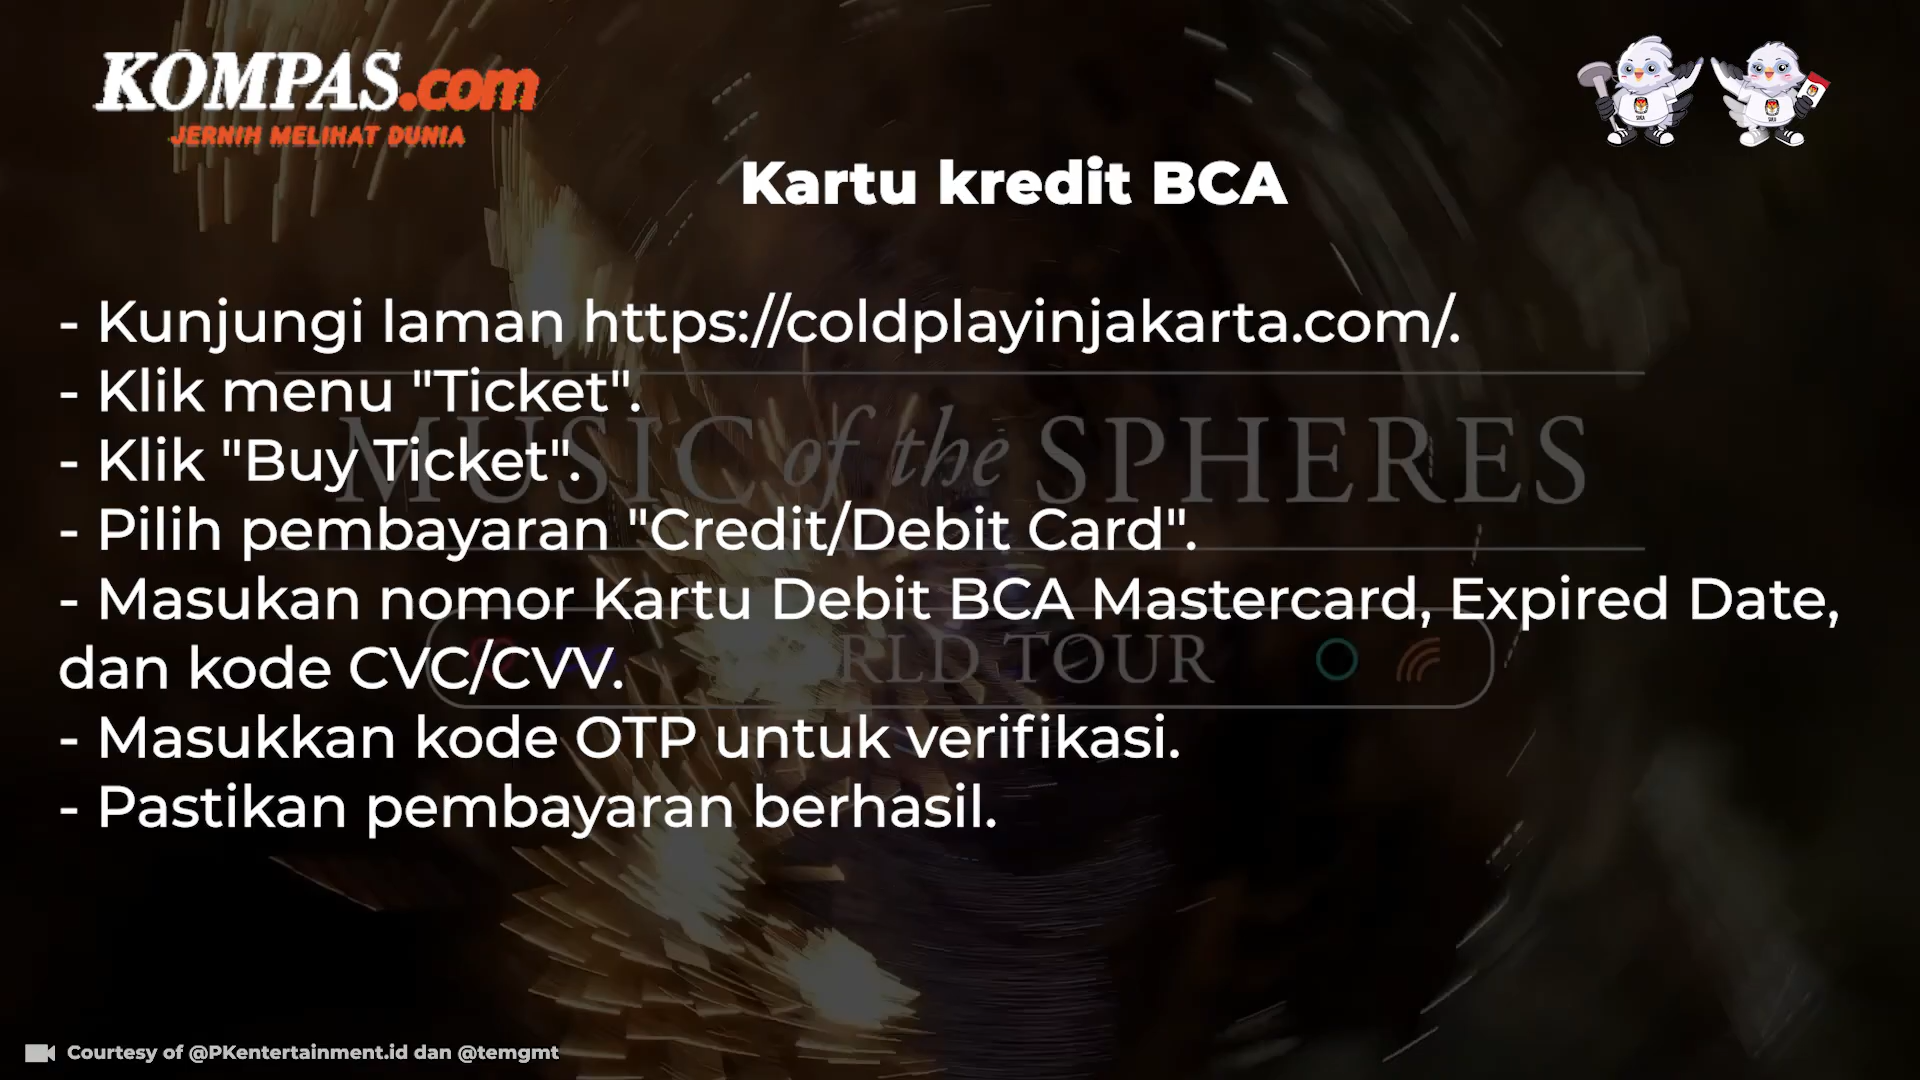 KOMPAS.com
JERNIH MELIHAT DUNIA
Kartu kredit BCA
- Kunjungi laman https://coldplayinjakarta.com/.
- Klik menu "Ticket".
MUSIC of the SPHERES
- Klik "Buy Ticket".
- Pilih pembayaran "Credit/Debit Card".
- Masukan nomor Kartu Debit BCA Mastercard, Expired Date,
dan kode CVC/CVV.
RLD TOUR
- Masukkan kode OTP untuk verifikasi.
- Pastikan pembayaran berhasil.
Courtesy of @PKentertainment.id dan @temgmt